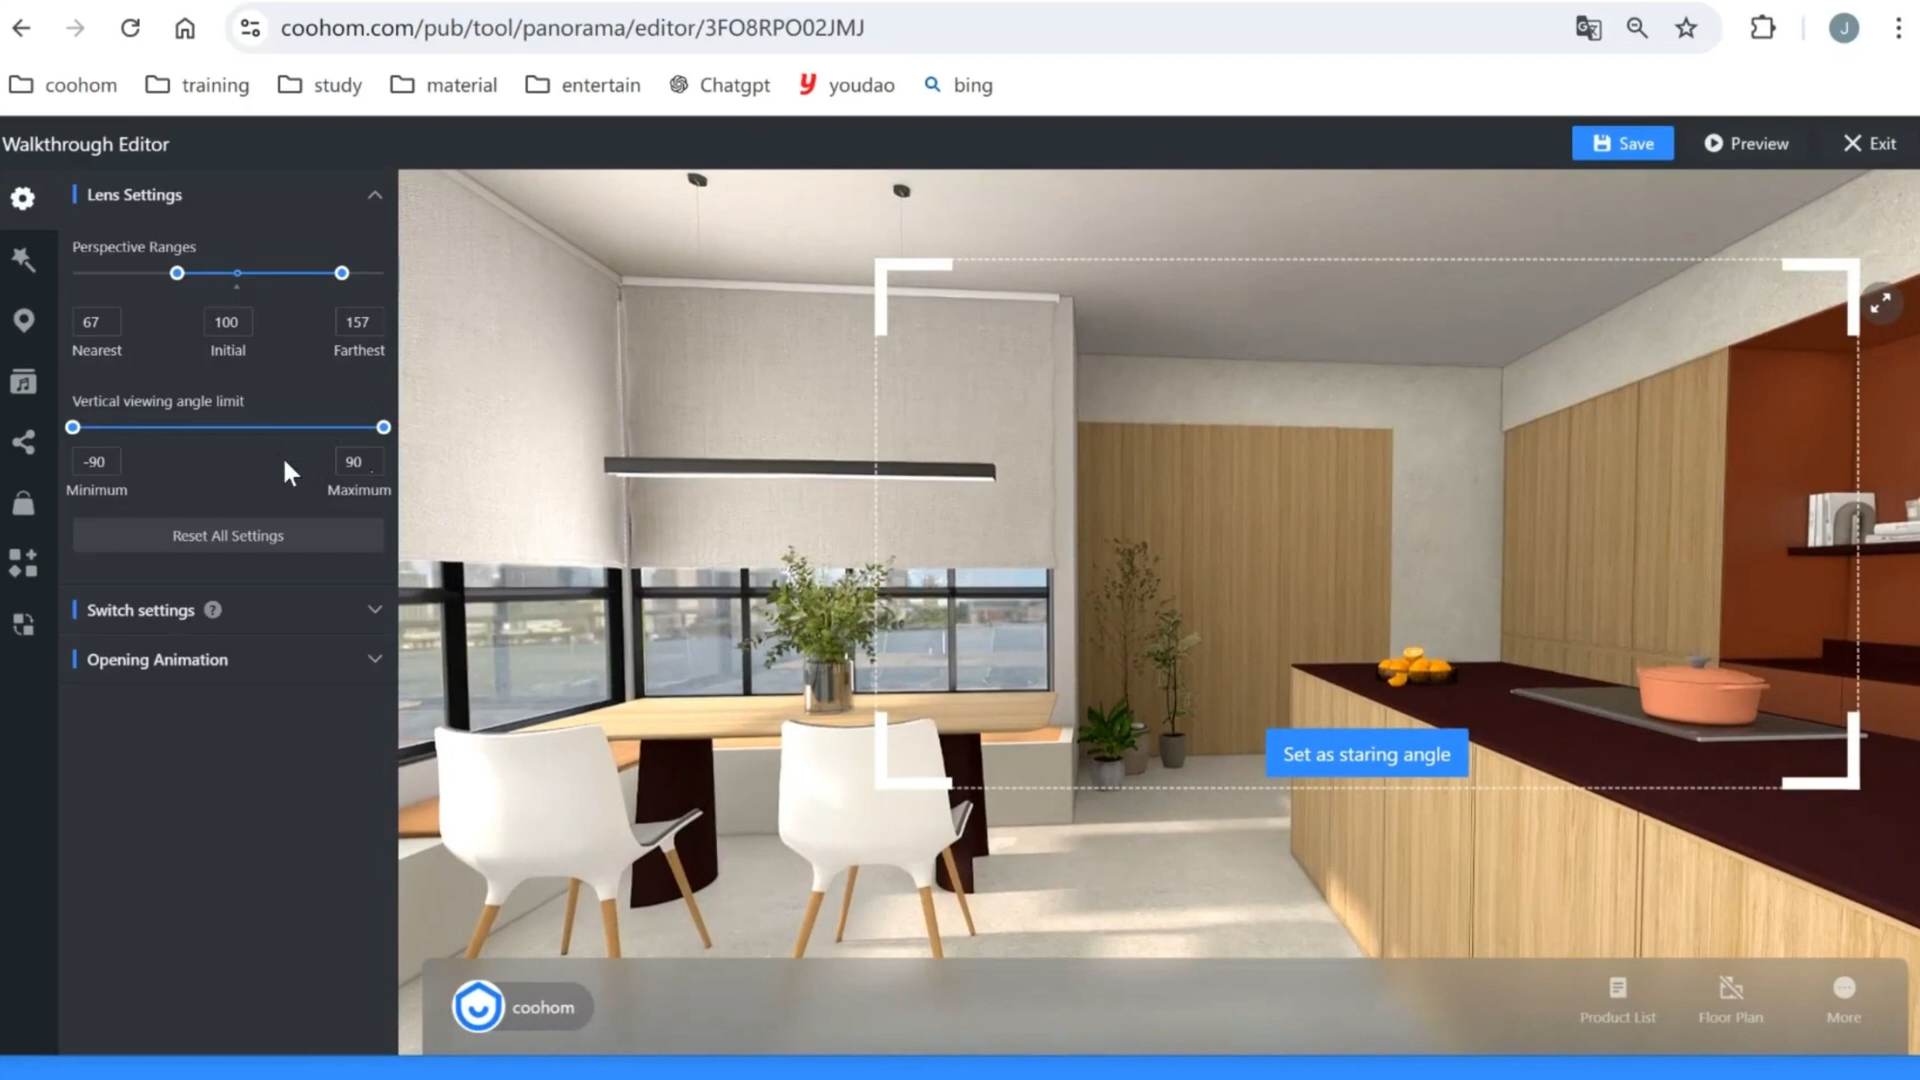 coohom.com/pub/tool/panorama/editor/3FO8RPO02JMJ
J
coohom training study material entertain Chatgpt youdao bing
Walkthrough Editor
Save Preview Exit
Lens Settings
Perspective Ranges
67 100 157
Nearest Initial Farthest
Vertical viewing angle limit
-90 90
Minimum Maximum
Reset All Settings
Switch settings ?
Opening Animation
Set as staring angle
coohom
Product List Floor Plan More